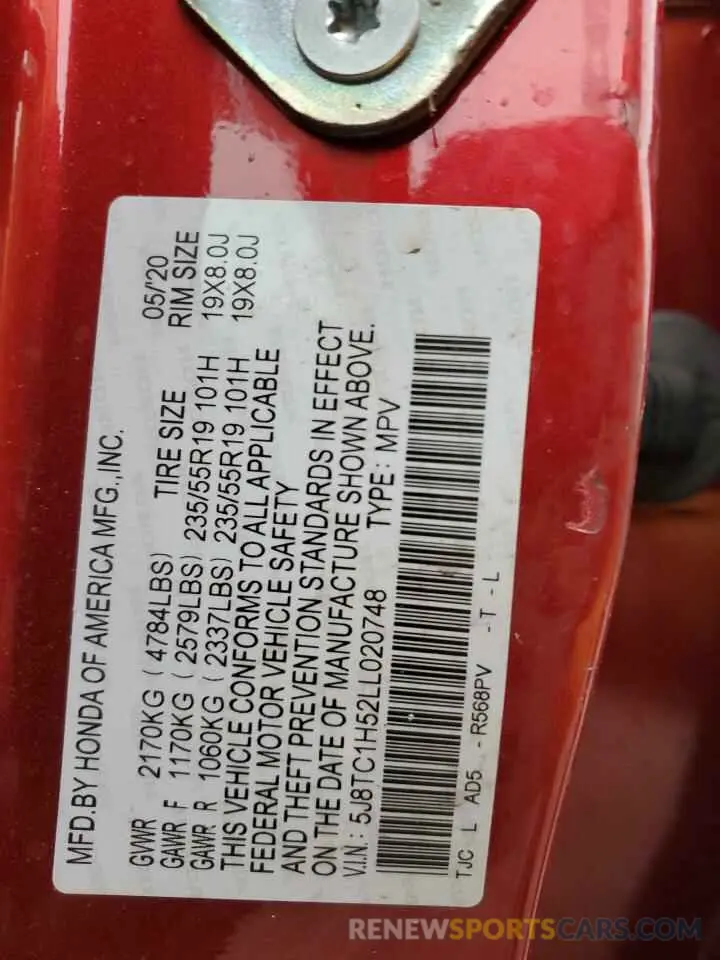 MFD.BY HONDA OF AMERICA MFG.,INC.
05/'20
GVWR 2170KG ( 4784LBS) TIRE SIZE RIM SIZE
GAWR F 1170KG ( 2579LBS) 235/55R19 101H 19X8.0J
GAWR R 1060KG ( 2337LBS) 235/55R19 101H 19X8.0J
THIS VEHICLE CONFORMS TO ALL APPLICABLE
FEDERAL MOTOR VEHICLE SAFETY
AND THEFT PREVENTION STANDARDS IN EFFECT
ON THE DATE OF MANUFACTURE SHOWN ABOVE.
V.I.N: 5J8TC1H52LL020748 TYPE: MPV
TJC L AD5 -R568PV - T - L
RENEWSPORTSCARS.COM